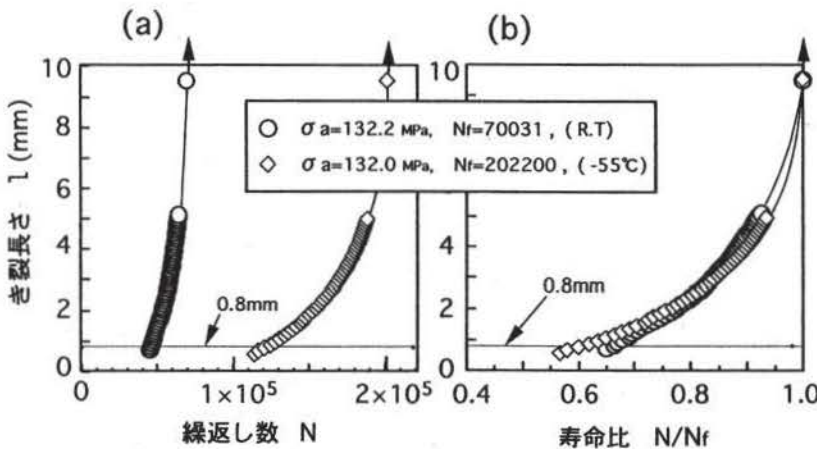 (a)
(b)
き裂長さ l (mm)
10
8
6
4
2
0
10
0
○ σa=132.2 MPa, Nf=70031, (R.T)
◇ σa=132.0 MPa, Nf=202200, (-55℃)
0.8mm
0.8mm
0
1×10⁵
2×10⁵
0.4
0.6
0.8
1.0
繰返し数 N
寿命比 N/Nf